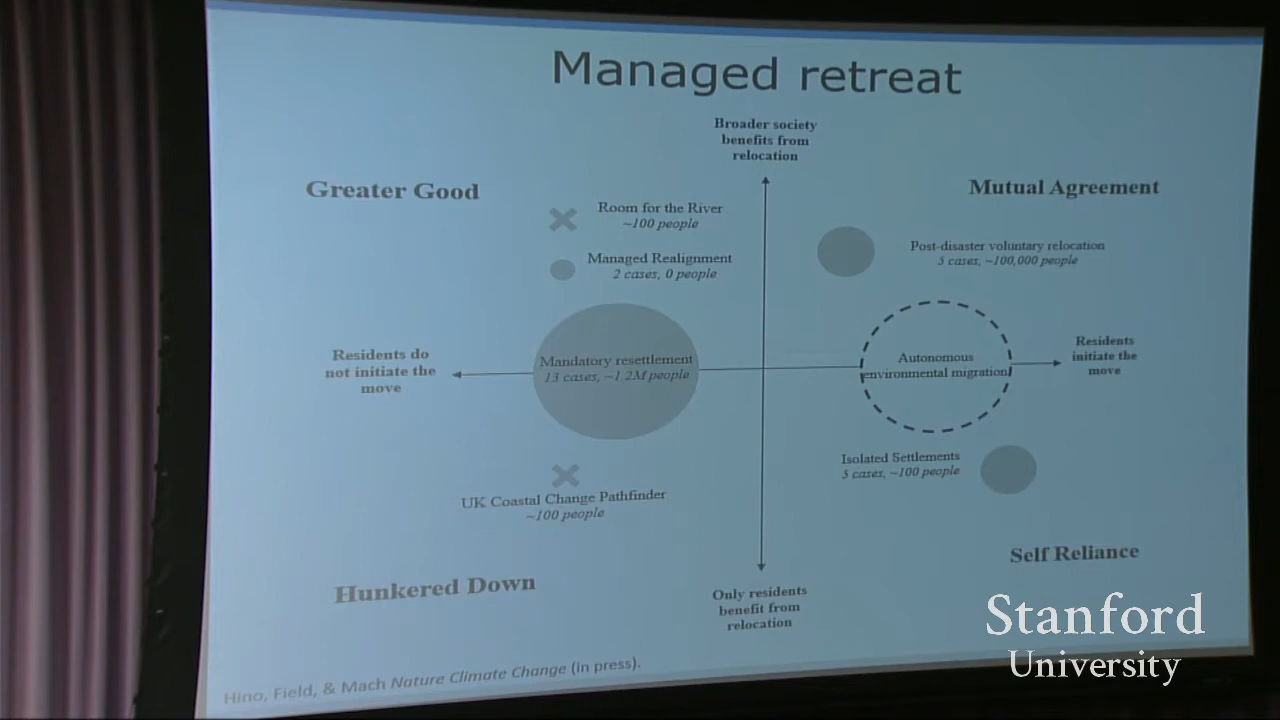 Managed retreat
Broader society
benefits from
relocation
Greater Good
Mutual Agreement
Room for the River
~100 people
Managed Realignment
2 cases, 0 people
Post-disaster voluntary relocation
5 cases, ~100,000 people
Residents do
not initiate the
move
Mandatory resettlement
13 cases, ~1.2M people
Autonomous
environmental migration
Residents
initiate the
move
Isolated Settlements
5 cases, ~100 people
UK Coastal Change Pathfinder
~100 people
Hunkered Down
Only residents
benefit from
relocation
Self Reliance
Hino, Field, & Mach Nature Climate Change (in press).
Stanford
University